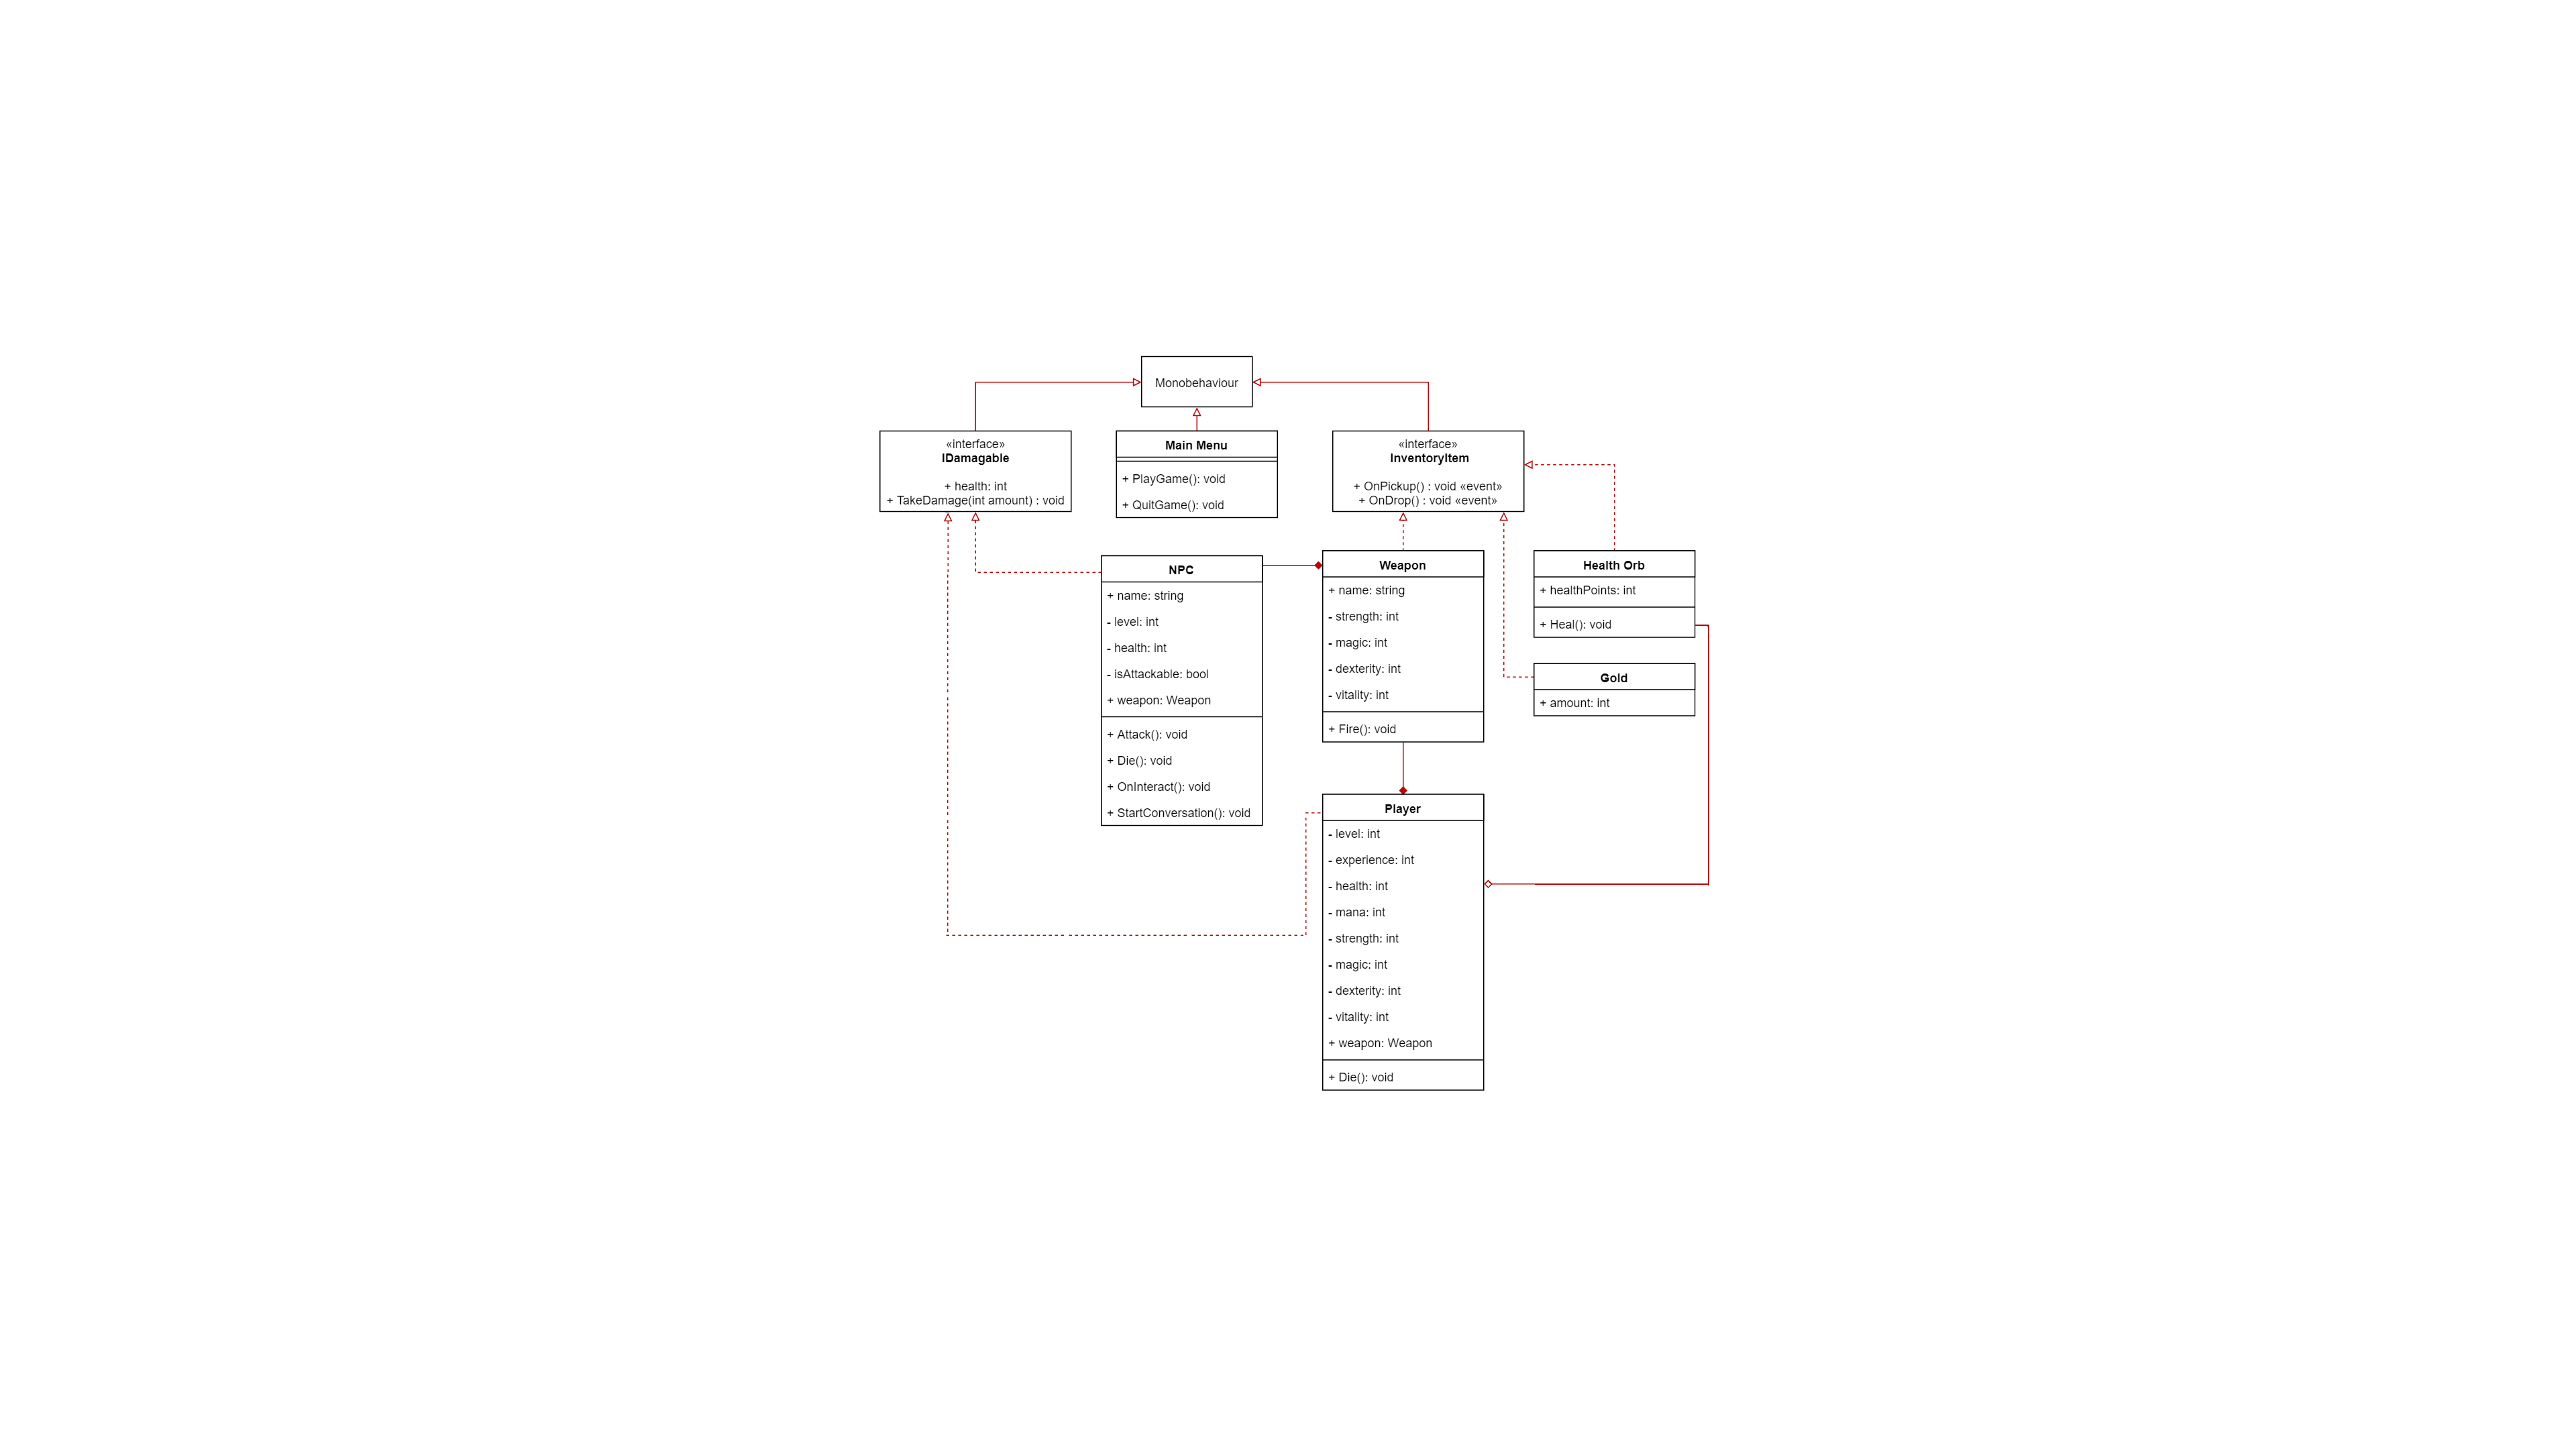 Monobehaviour
«interface»
IDamagable
+ health: int
+ TakeDamage(int amount) : void
Main Menu
+ PlayGame(): void
+ QuitGame(): void
«interface»
InventoryItem
+ OnPickup() : void «event»
+ OnDrop() : void «event»
NPC
+ name: string
- level: int
- health: int
- isAttackable: bool
+ weapon: Weapon
+ Attack(): void
+ Die(): void
+ OnInteract(): void
+ StartConversation(): void
Weapon
+ name: string
- strength: int
- magic: int
- dexterity: int
- vitality: int
+ Fire(): void
Health Orb
+ healthPoints: int
+ Heal(): void
Gold
+ amount: int
Player
- level: int
- experience: int
- health: int
- mana: int
- strength: int
- magic: int
- dexterity: int
- vitality: int
+ weapon: Weapon
+ Die(): void